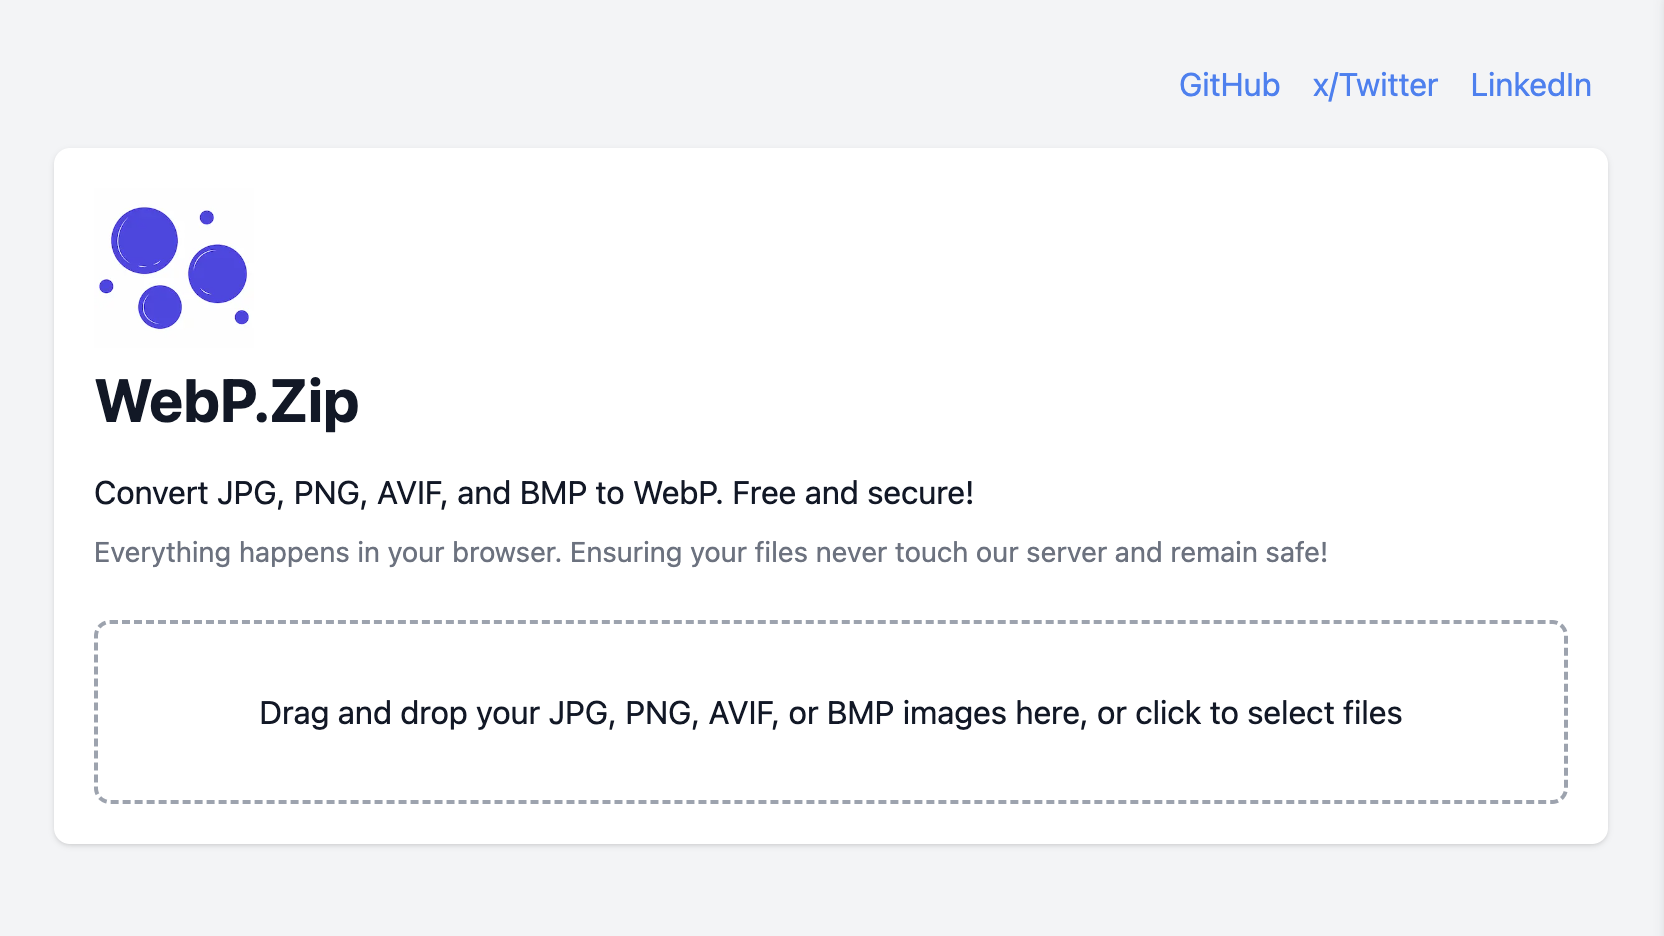 GitHub x/Twitter LinkedIn
WebP.Zip
Convert JPG, PNG, AVIF, and BMP to WebP. Free and secure!
Everything happens in your browser. Ensuring your files never touch our server and remain safe!
Drag and drop your JPG, PNG, AVIF, or BMP images here, or click to select files